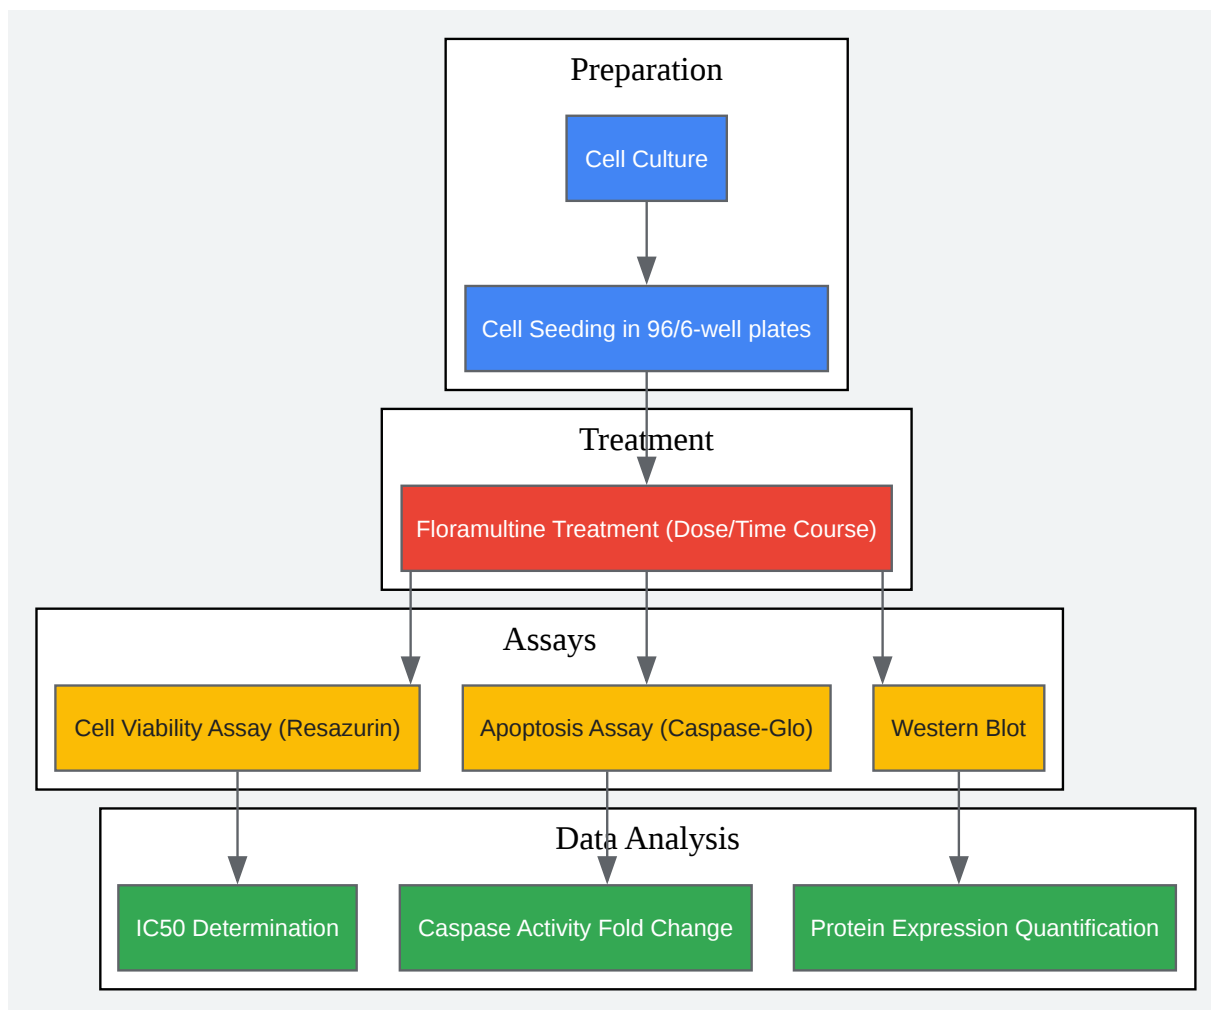 Preparation
Cell Culture
Cell Seeding in 96/6-well plates
Treatment
Floramultine Treatment (Dose/Time Course)
Assays
Cell Viability Assay (Resazurin)
Apoptosis Assay (Caspase-Glo)
Western Blot
Data Analysis
IC50 Determination
Caspase Activity Fold Change
Protein Expression Quantification